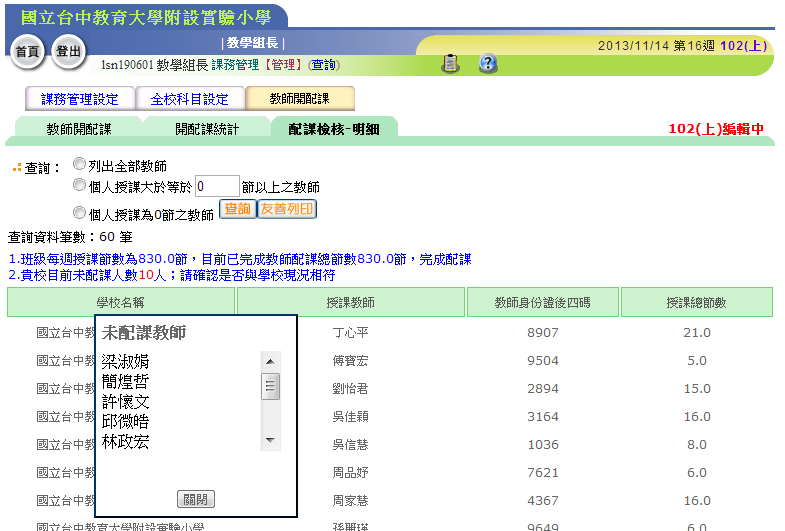 國立台中教育大學附設實驗小學
首頁 登出
| 教學組長 |
2013/11/14 第16週 102(上)
lsn190601 教學組長 課務管理【管理】(查詢)
課務管理設定 全校科目設定 教師開配課
教師開配課 開配課統計 配課檢核-明細 102(上)編輯中
查詢： 列出全部教師
個人授課大於等於 0 節以上之教師
個人授課為0節之教師 查詢 友善列印
查詢資料筆數：60 筆
1.班級每週授課節數為830.0節，目前已完成教師配課總節數830.0節，完成配課
2.貴校目前未配課人數10人；請確認是否與學校現況相符
學校名稱 授課教師 教師身份證後四碼 授課總節數
國立台中教 丁心平 8907 21.0
國立台中教 傅寶宏 9504 5.0
國立台中教 劉怡君 2894 15.0
國立台中教 吳佳穎 3164 16.0
國立台中教 吳信慧 1036 8.0
國立台中教 周品妤 7621 6.0
國立台中教 周家慧 4367 16.0
國立台中教育大學附設實驗小學 孫麗瑛 9649 6.0
未配課教師
梁淑娟
簡煌哲
許懷文
邱微皓
林政宏
關閉